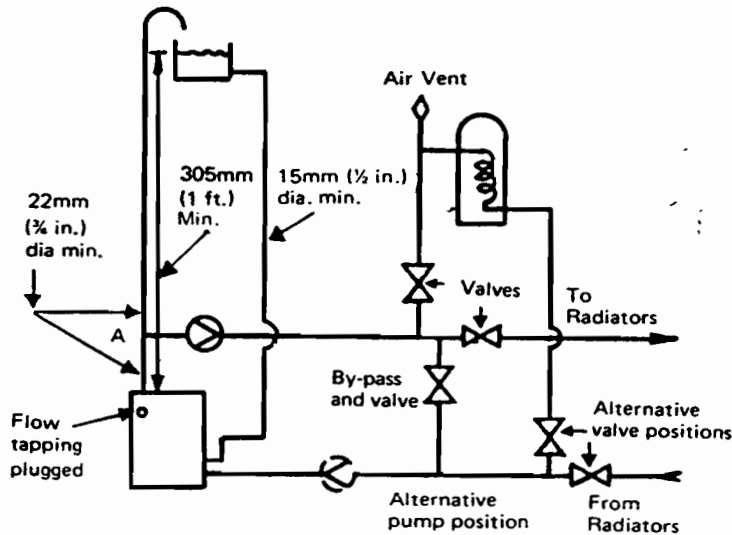 Air Vent
22mm
(¾ in.)
dia min.
305mm
(1 ft.)
Min.
15mm (½ in.)
dia. min.
A
Valves
To
Radiators
By-pass
and valve
Flow
tapping
plugged
Alternative
valve positions
Alternative
pump position
From
Radiators